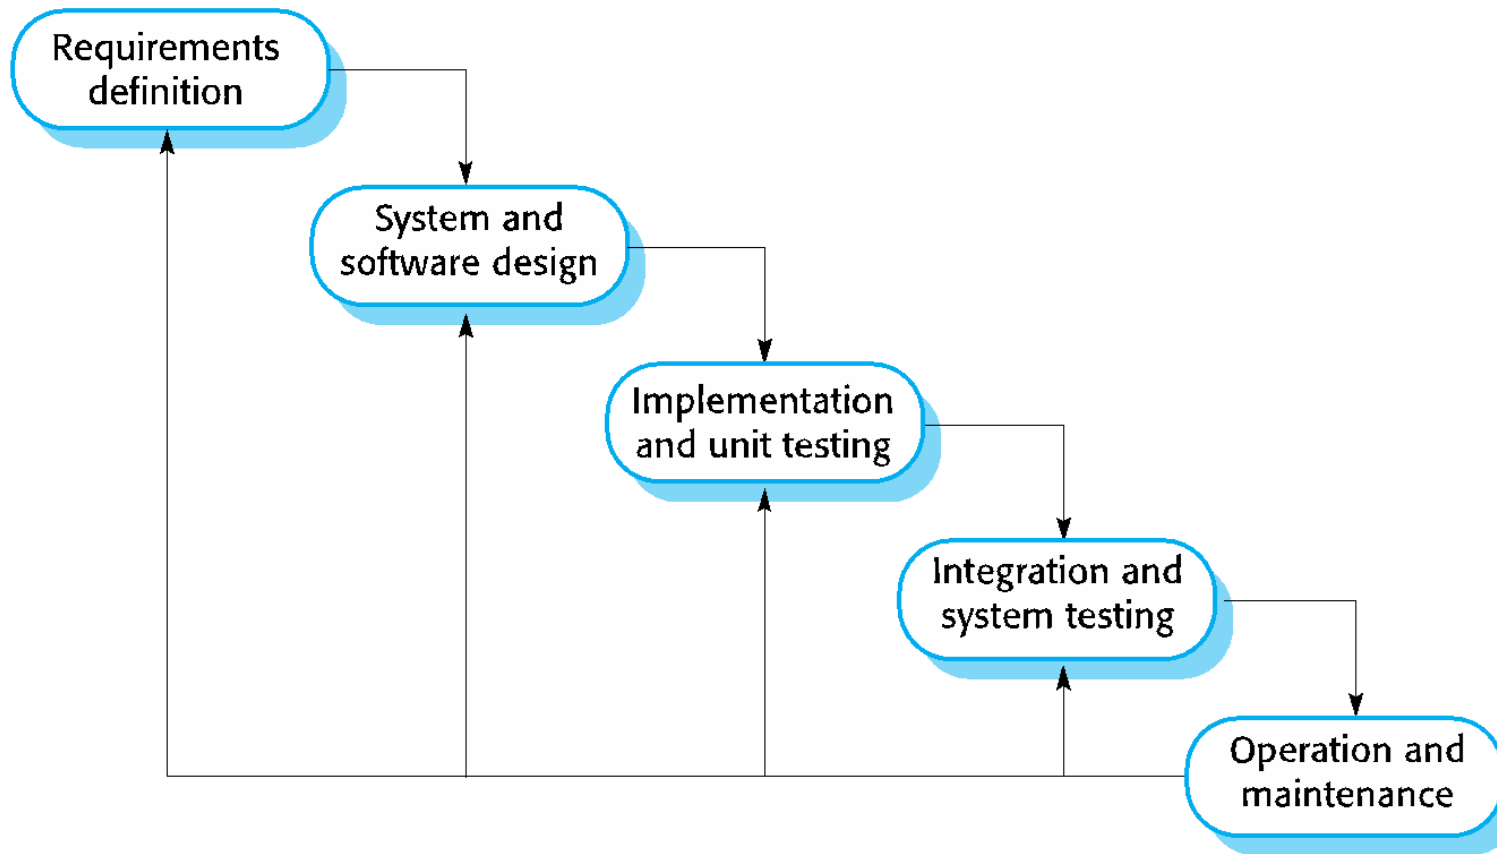 Requirements
definition
System and
software design
Implementation
and unit testing
Integration and
system testing
Operation and
maintenance